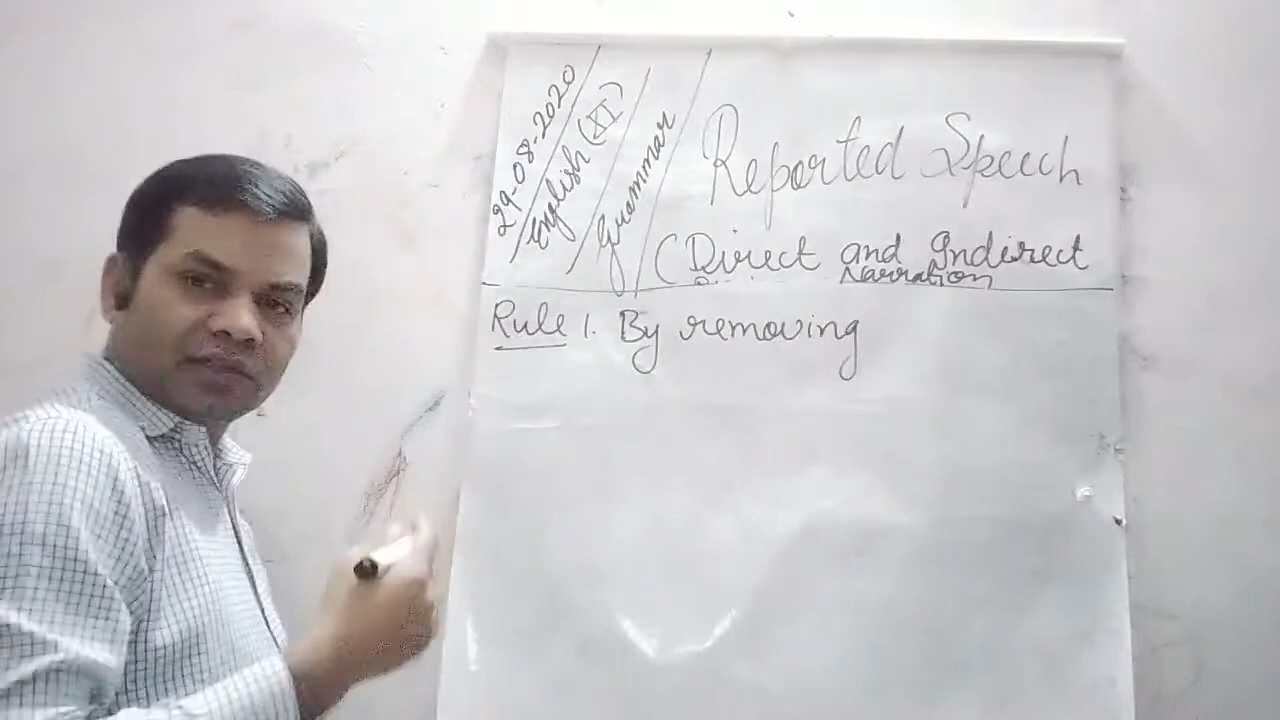 29-08-2020
English (XI)
Grammar
Reported Speech
(Direct and Indirect
Narration
Rule 1. By removing